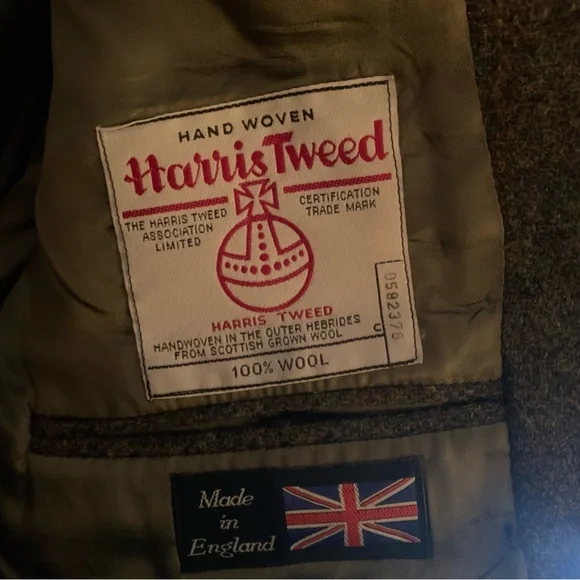 HAND WOVEN
Harris Tweed
THE HARRIS TWEED
ASSOCIATION
LIMITED
CERTIFICATION
TRADE MARK
HARRIS TWEED
HANDWOVEN IN THE OUTER HEBRIDES
FROM SCOTTISH GROWN WOOL
C
100% WOOL
0592376
Made
in
England